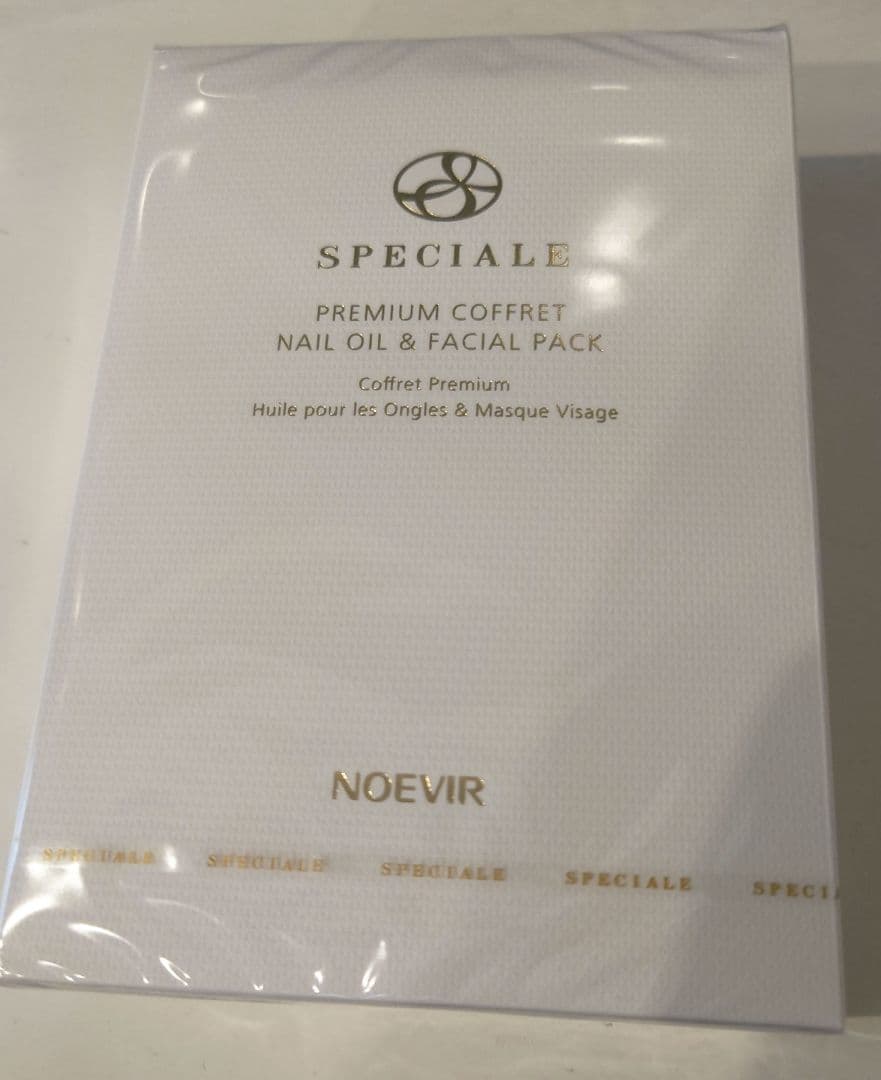 SPECIALE
PREMIUM COFFRET
NAIL OIL & FACIAL PACK
Coffret Premium
Huile pour les Ongles & Masque Visage
NOEVIR
SPECIALE SPECIALE SPECIALE SPECIALE SPECI